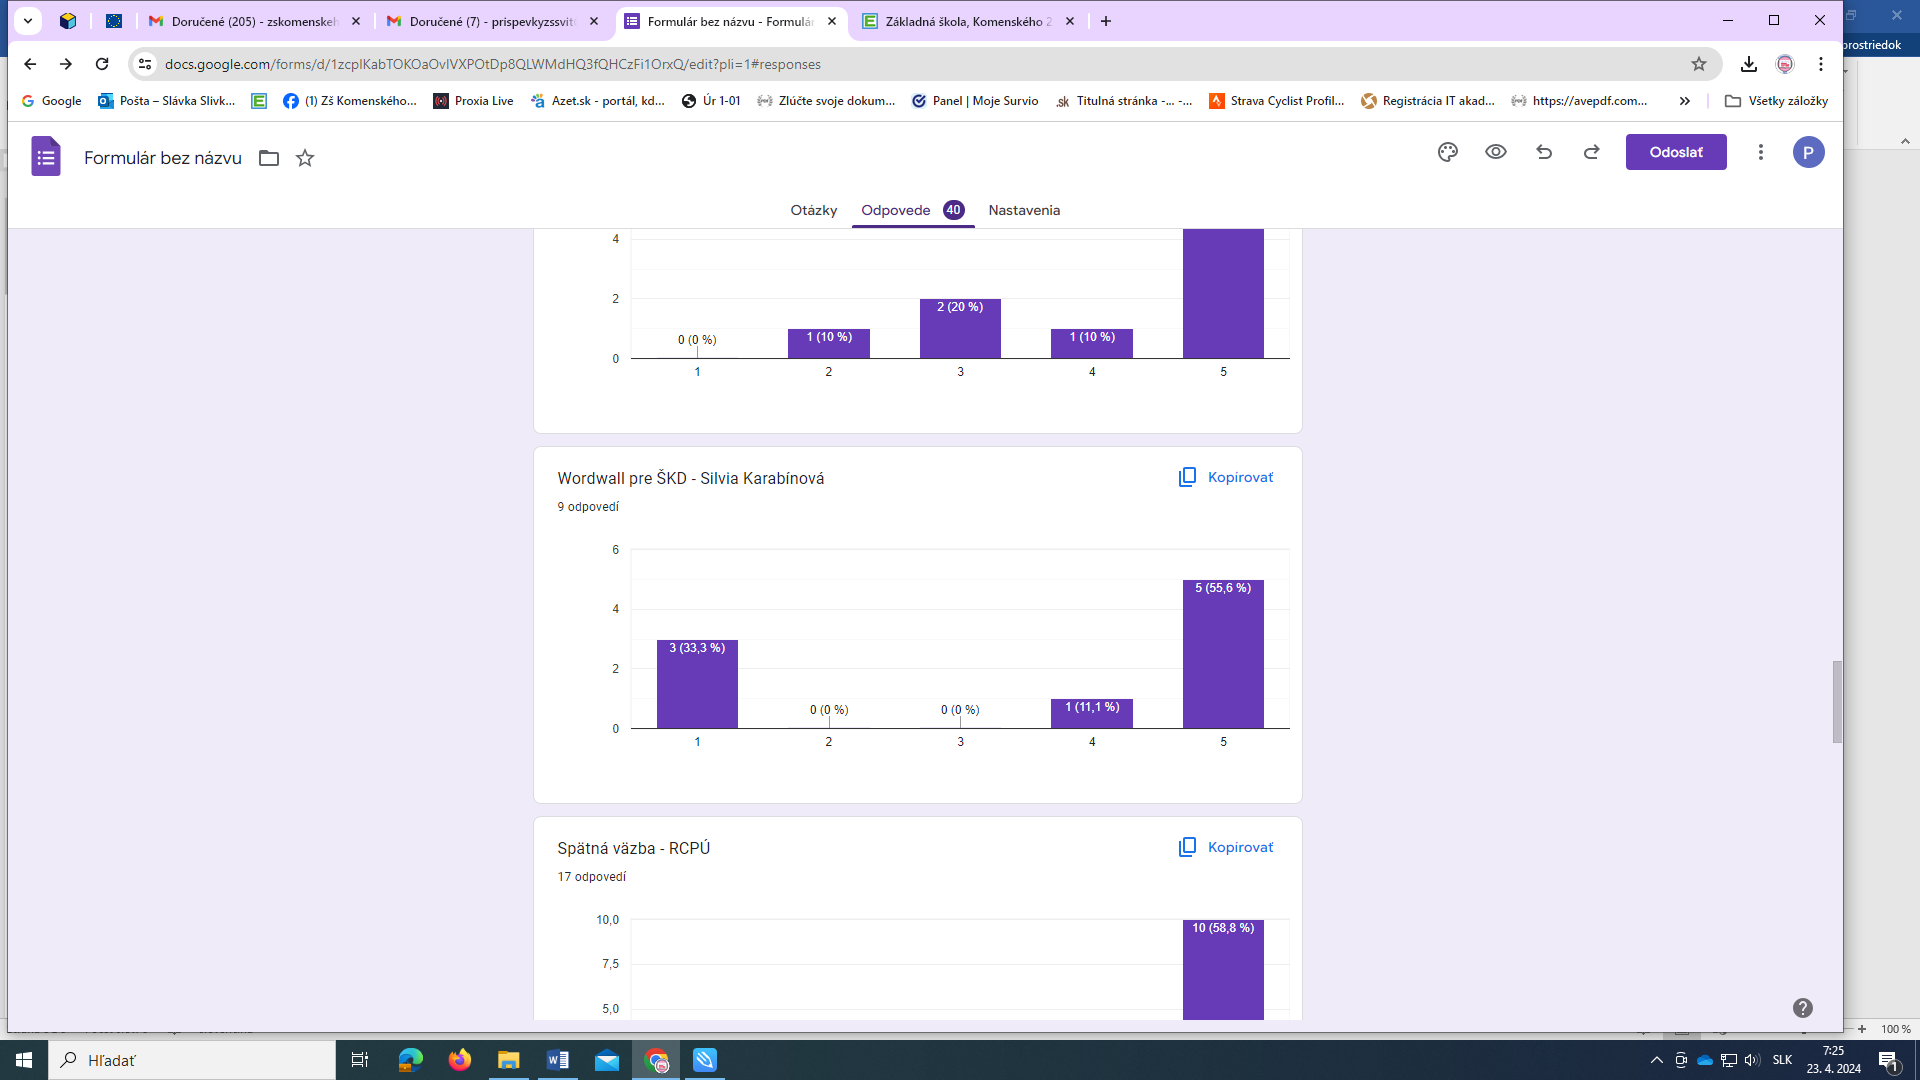 Doručené (205) - zskomenskeh
Doručené (7) - prispevkyzssvit
Formulár bez názvu - Formulár
Základná škola, Komenského 2
prostriedok
docs.google.com/forms/d/1zcpIKabTOKOaOvIVXPOtDp8QLWMdHQ3fQHCzFi1OrxQ/edit?pli=1#responses
Google
Pošta – Slávka Slivk...
(1) Zš Komenského...
Proxia Live
Azet.sk - portál, kd...
Úr 1-01
Zlúčte svoje dokum...
Panel | Moje Survio
.sk Titulná stránka -... -...
Strava Cyclist Profil...
Registrácia IT akad...
https://avepdf.com...
Všetky záložky
Formulár bez názvu
Odoslať
P
Otázky
Odpovede 40
Nastavenia
4
2
0
0 (0 %)
1 (10 %)
2 (20 %)
1 (10 %)
1 2 3 4 5
Wordwall pre ŠKD - Silvia Karabínová
Kopírovať
9 odpovedí
6
4
2
0
3 (33,3 %)
0 (0 %)
0 (0 %)
1 (11,1 %)
5 (55,6 %)
1 2 3 4 5
Spätná väzba - RCPÚ
Kopírovať
17 odpovedí
10,0
7,5
5,0
10 (58,8 %)
100 %
Hľadať
SLK
7:25
23. 4. 2024
1